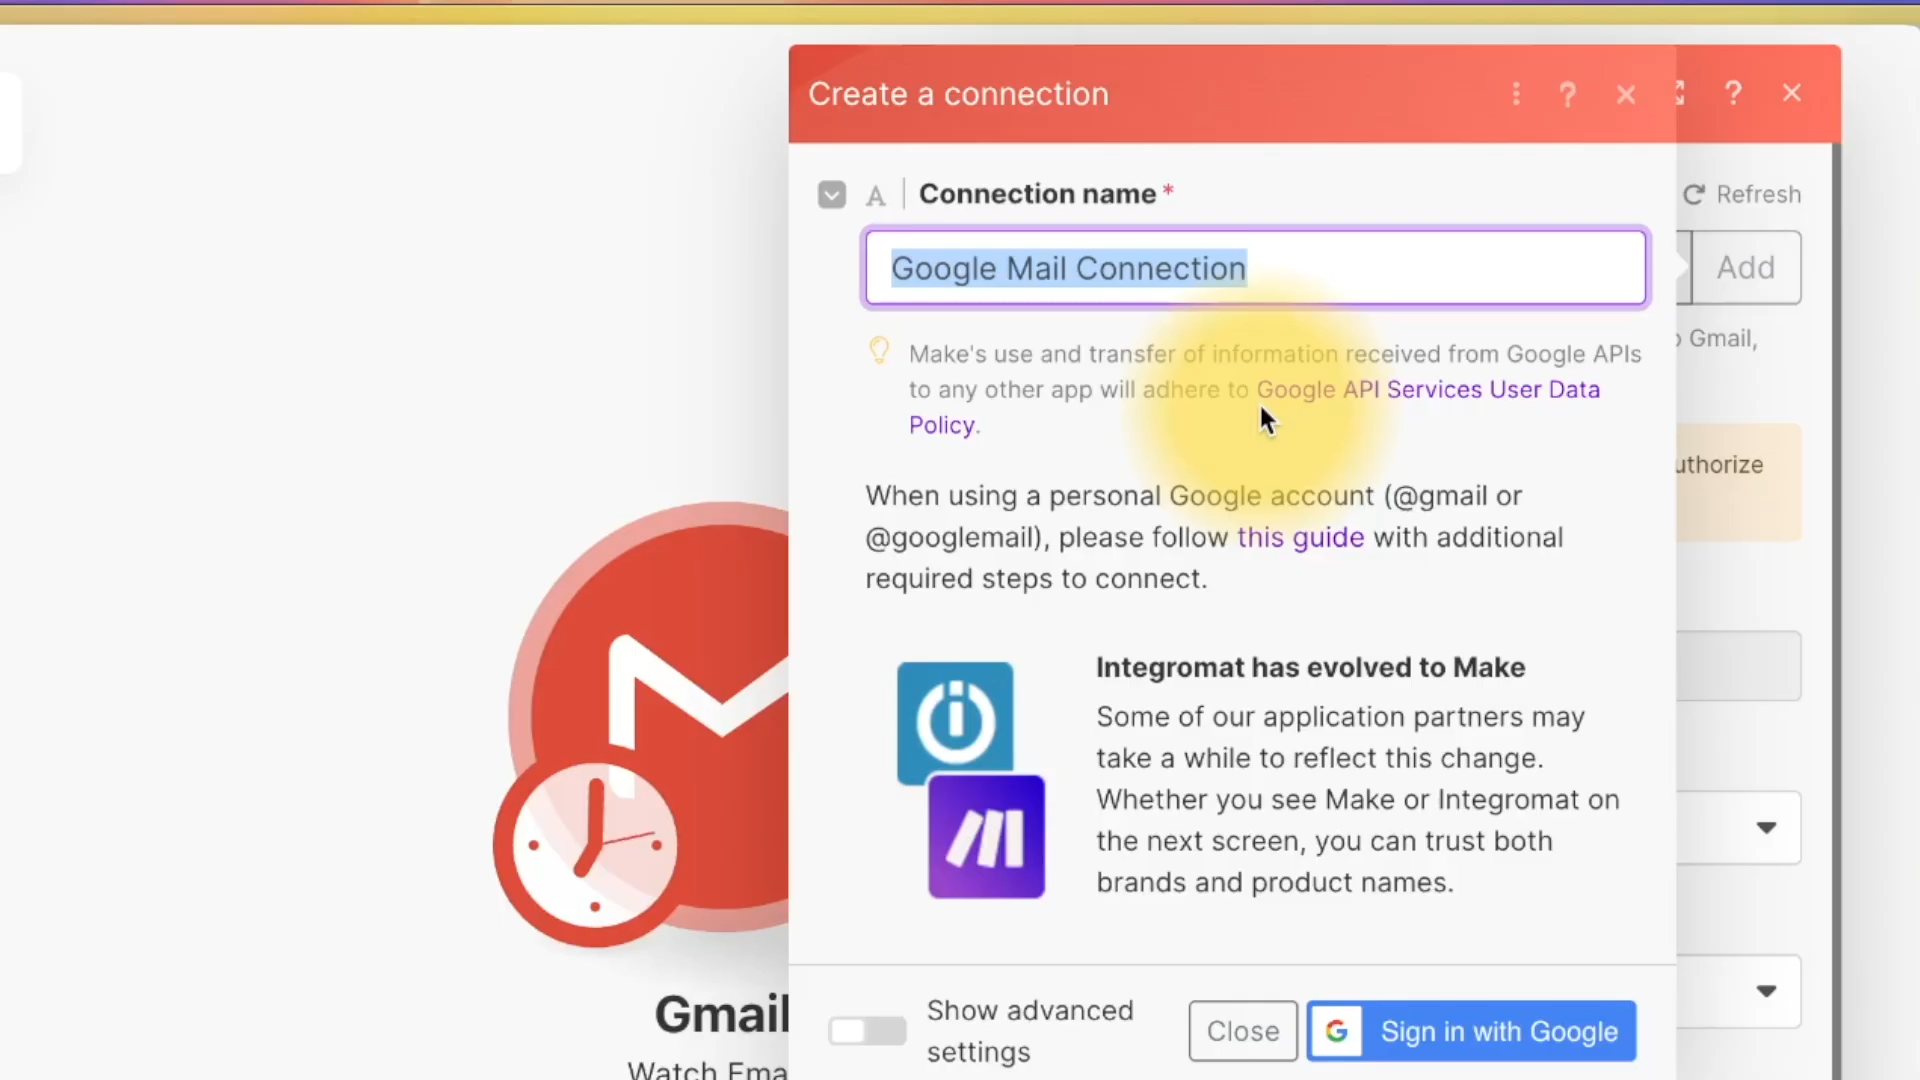 Create a connection
? ?
A Connection name *
Refresh
Google Mail Connection
Add
Make's use and transfer of information received from Google APIs
to any other app will adhere to Google API Services User Data
Policy.
Gmail,
uthorize
When using a personal Google account (@gmail or
@googlemail), please follow this guide with additional
required steps to connect.
Integromat has evolved to Make
Some of our application partners may
take a while to reflect this change.
Whether you see Make or Integromat on
the next screen, you can trust both
brands and product names.
Gmail
Watch Ema
Show advanced
settings
Close
G Sign in with Google